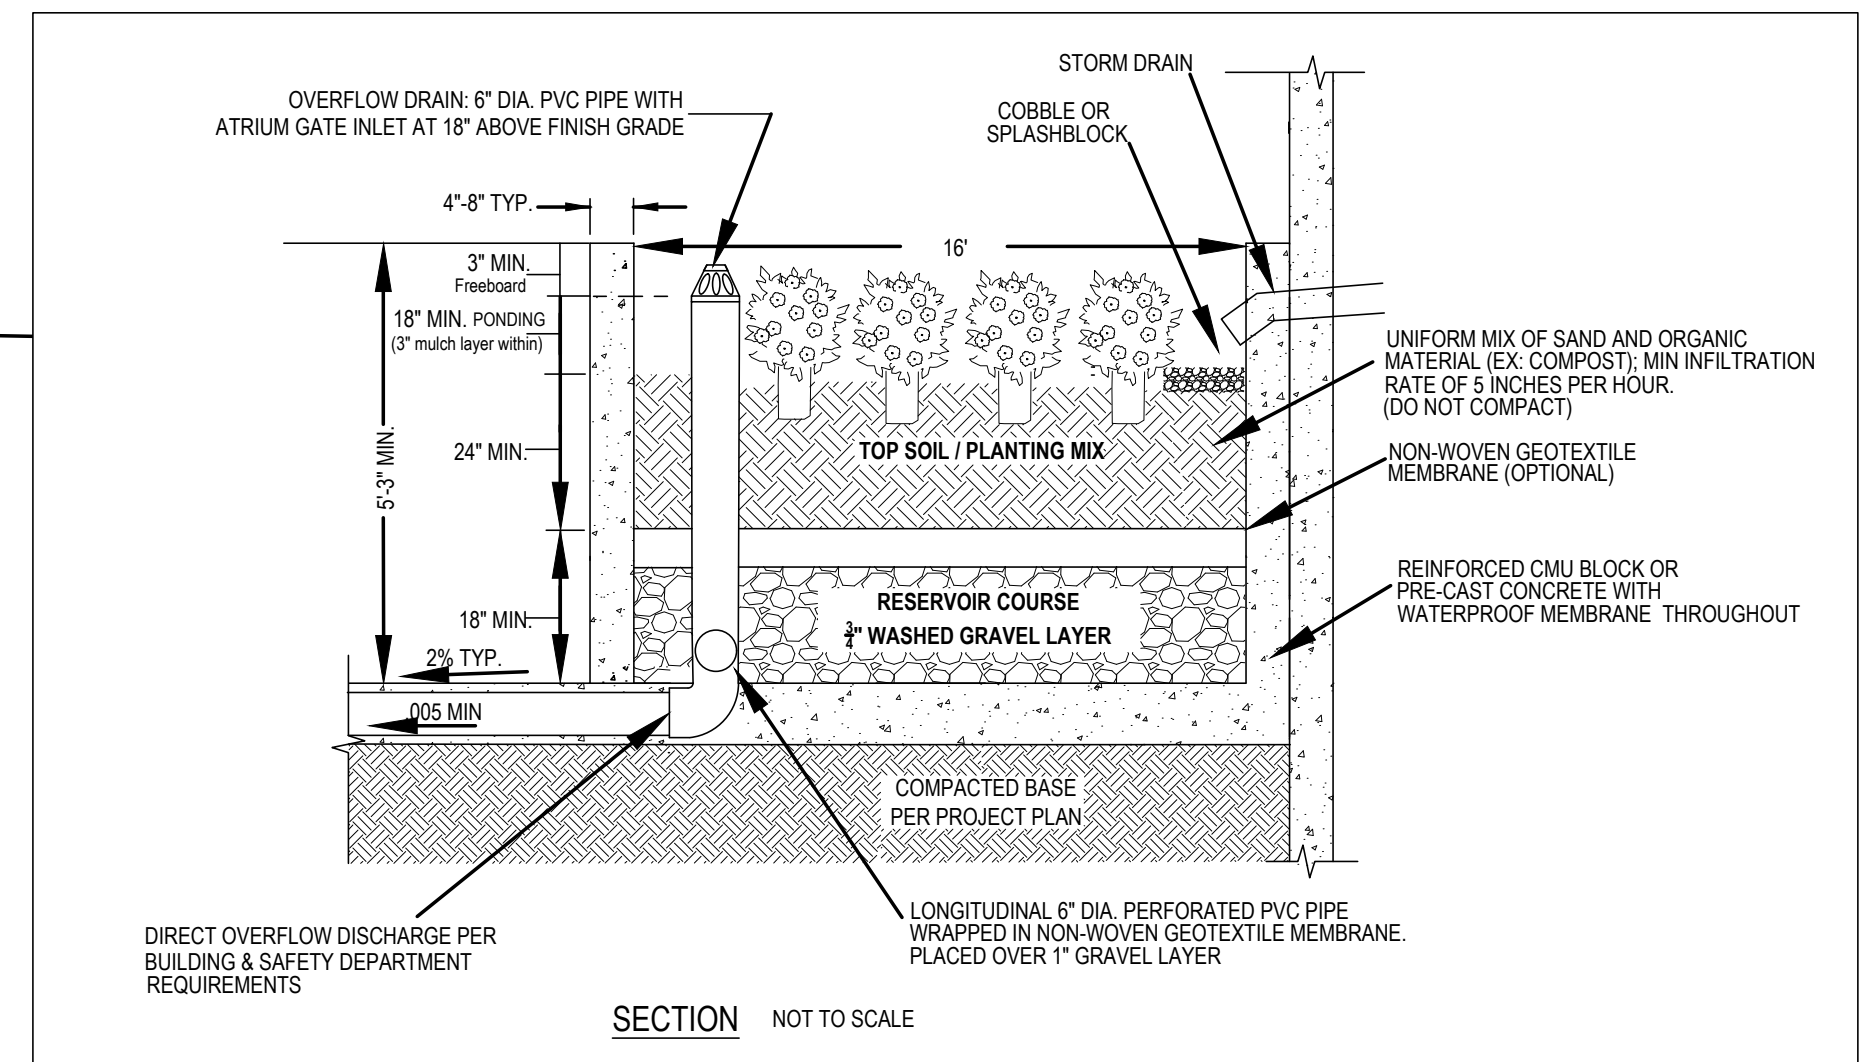 STORM DRAIN
OVERFLOW DRAIN: 6" DIA. PVC PIPE WITH
ATRIUM GATE INLET AT 18" ABOVE FINISH GRADE
COBBLE OR
SPLASHBLOCK
4"-8" TYP.
16'
3" MIN.
Freeboard
18" MIN. PONDING
(3" mulch layer within)
UNIFORM MIX OF SAND AND ORGANIC
MATERIAL (EX: COMPOST); MIN INFILTRATION
RATE OF 5 INCHES PER HOUR.
(DO NOT COMPACT)
5'-3" MIN.
24" MIN.
TOP SOIL / PLANTING MIX
NON-WOVEN GEOTEXTILE
MEMBRANE (OPTIONAL)
18" MIN.
RESERVOIR COURSE
3/4" WASHED GRAVEL LAYER
REINFORCED CMU BLOCK OR
PRE-CAST CONCRETE WITH
WATERPROOF MEMBRANE THROUGHOUT
2% TYP.
.005 MIN
COMPACTED BASE
PER PROJECT PLAN
DIRECT OVERFLOW DISCHARGE PER
BUILDING & SAFETY DEPARTMENT
REQUIREMENTS
LONGITUDINAL 6" DIA. PERFORATED PVC PIPE
WRAPPED IN NON-WOVEN GEOTEXTILE MEMBRANE.
PLACED OVER 1" GRAVEL LAYER
SECTION NOT TO SCALE